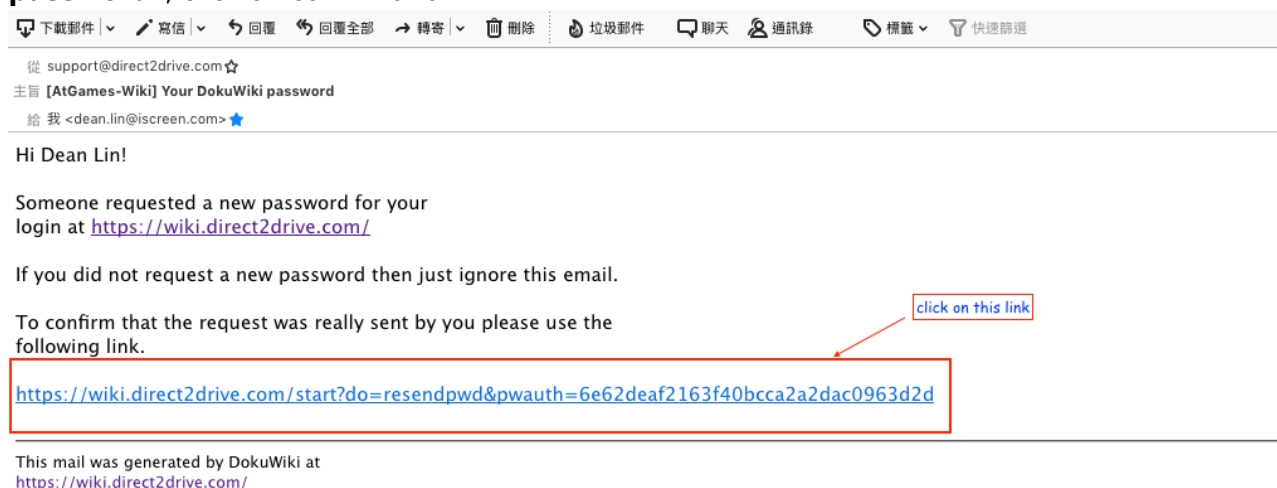 下載郵件 寫信 回覆 回覆全部 轉寄 刪除 垃圾郵件 聊天 通訊錄 標籤 快速篩選
從 support@direct2drive.com
主旨 [AtGames-Wiki] Your DokuWiki password
給 我 <dean.lin@iscreen.com>
Hi Dean Lin!
Someone requested a new password for your
login at https://wiki.direct2drive.com/
If you did not request a new password then just ignore this email.
click on this link
To confirm that the request was really sent by you please use the
following link.
https://wiki.direct2drive.com/start?do=resendpwd&pwauth=6e62deaf2163f40bcca2a2dac0963d2d
This mail was generated by DokuWiki at
https://wiki.direct2drive.com/